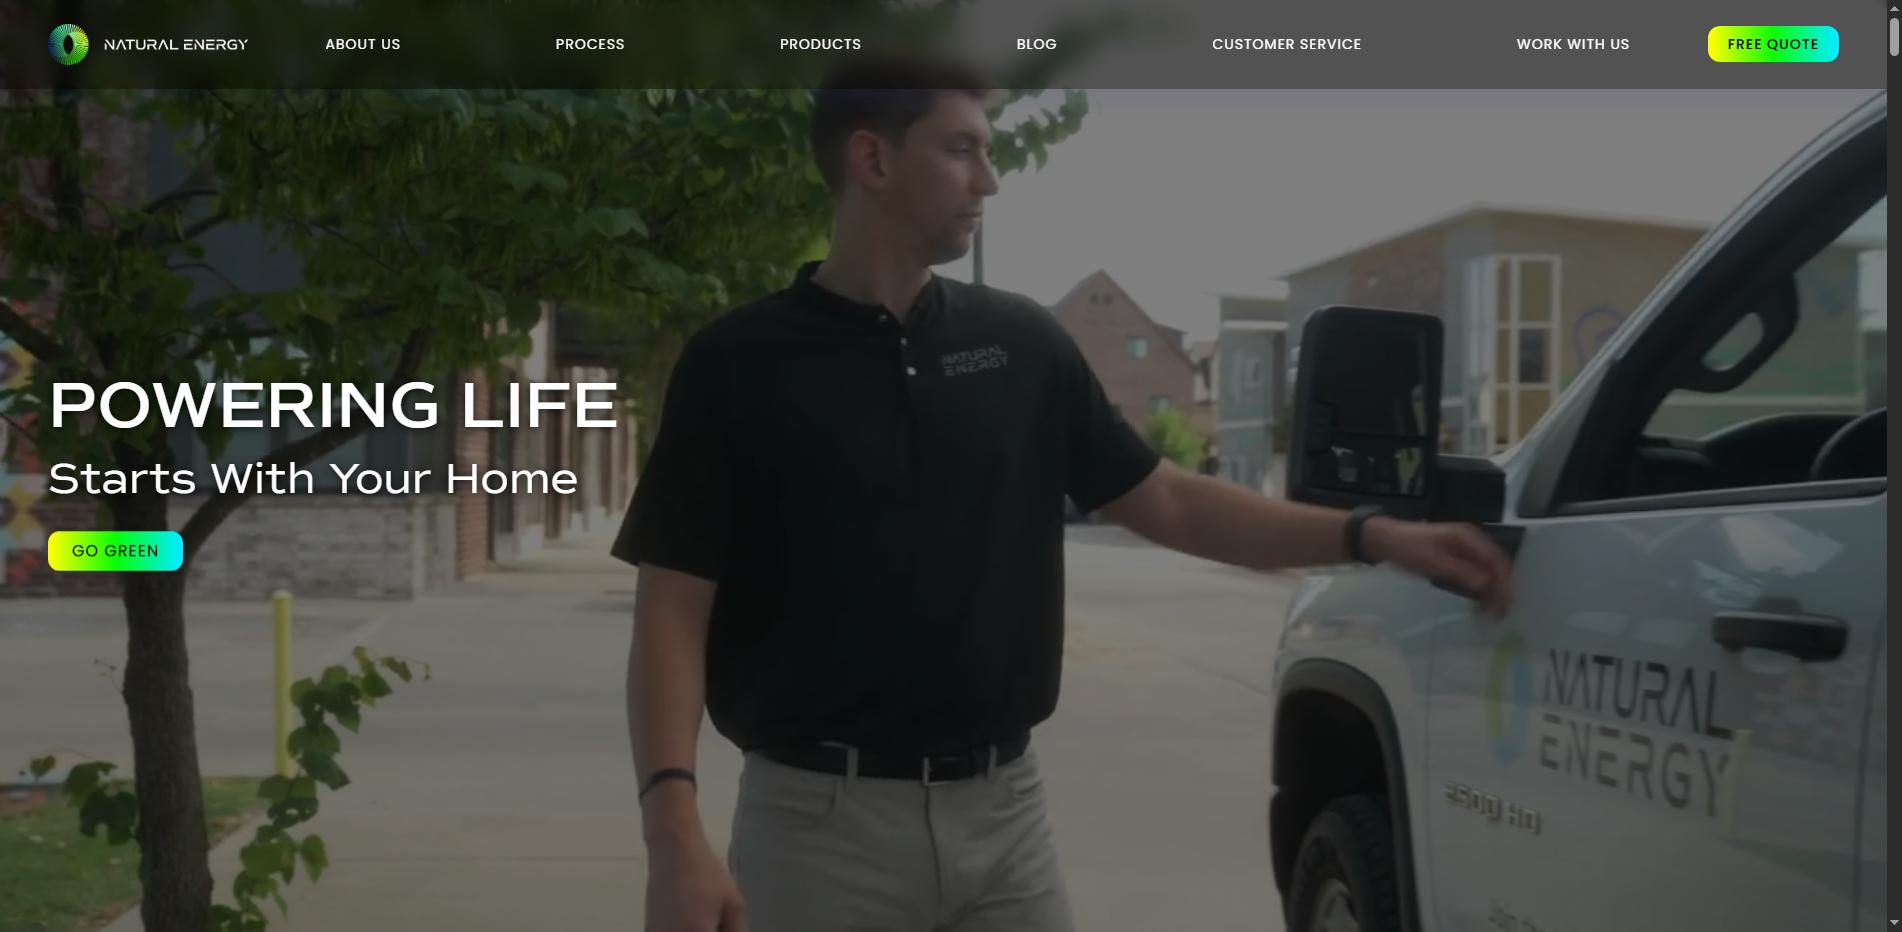 NATURAL ENERGY
ABOUT US
PROCESS
PRODUCTS
BLOG
CUSTOMER SERVICE
WORK WITH US
FREE QUOTE
NATURAL
ENERGY
POWERING LIFE
Starts With Your Home
GO GREEN
NATURAL
ENERGY
2500 HD